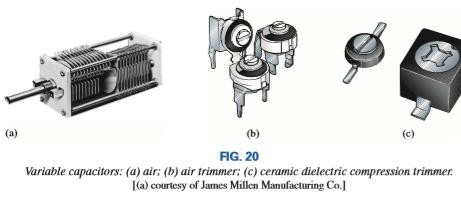 (a)
(b)
(c)
FIG. 20
Variable capacitors: (a) air; (b) air trimmer; (c) ceramic dielectric compression trimmer.
[(a) courtesy of James Millen Manufacturing Co.]